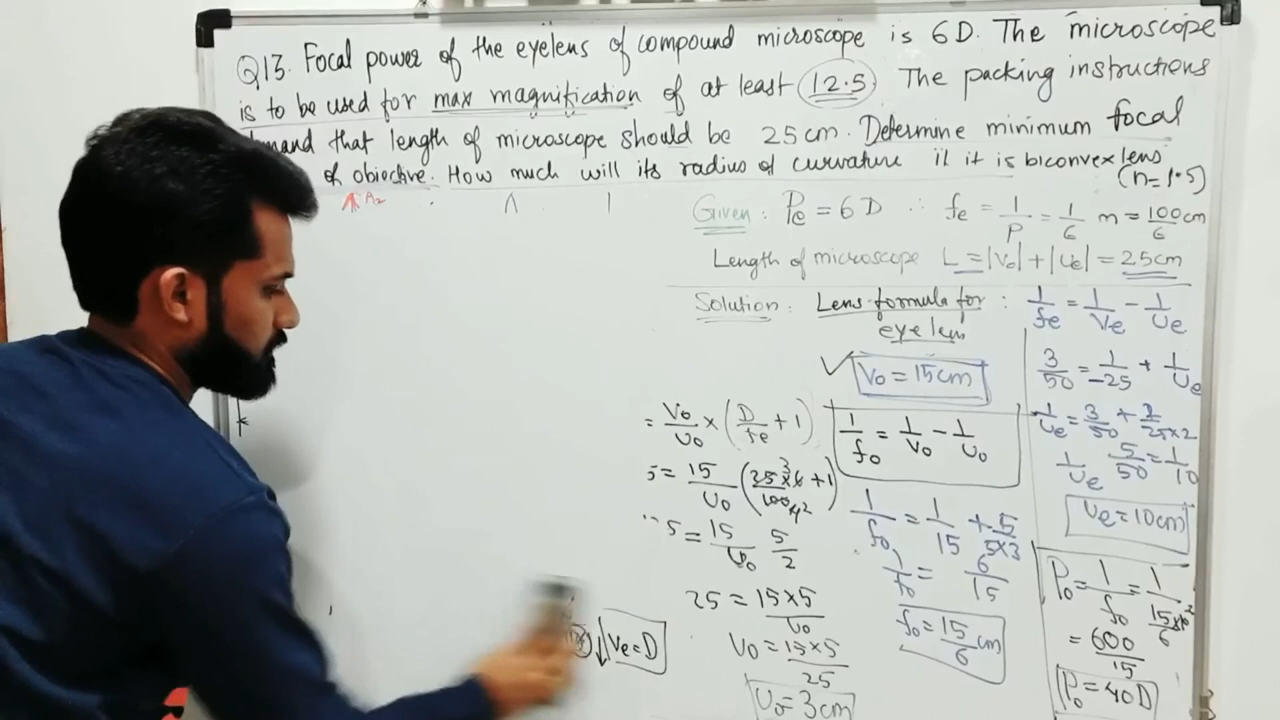 Q13. Focal power of the eyelens of compound microscope is 6D. The microscope
is to be used for max magnification of at least 12.5 The packing instructions
mand that length of microscope should be 25cm. Determine minimum focal
of objective. How much will its radius of curvature if it is biconvex lens
(n=1.5)
A₂
Given: Pe = 6D ∴ fe = 1/P = 1/6 m = 100/6 cm
Length of microscope L = |Vo| + |Ue| = 25cm
Solution: Lens formula for eyelens : 1/fe = 1/Ve - 1/Ue
3/50 = 1/-25 + 1/Ue
1/Ue = 3/50 + 2/25×2
1/Ue 5/50 = 1/10
Ue = 10cm
✓ Vo = 15cm
= Vo/Uo × (D/fe + 1)
5 = 15/Uo (25×6/100 + 1)
5 = 15/Uo 5/2
25 = 15×5/Uo
Uo = 15×5/25
Uo = 3cm
Ve = D
1/fo = 1/Vo - 1/Uo
1/fo = 1/15 + 5/5×3
1/fo = 6/15
fo = 15/6 cm
Po = 1/fo = 1/15/6
= 600/15
Po = 40D